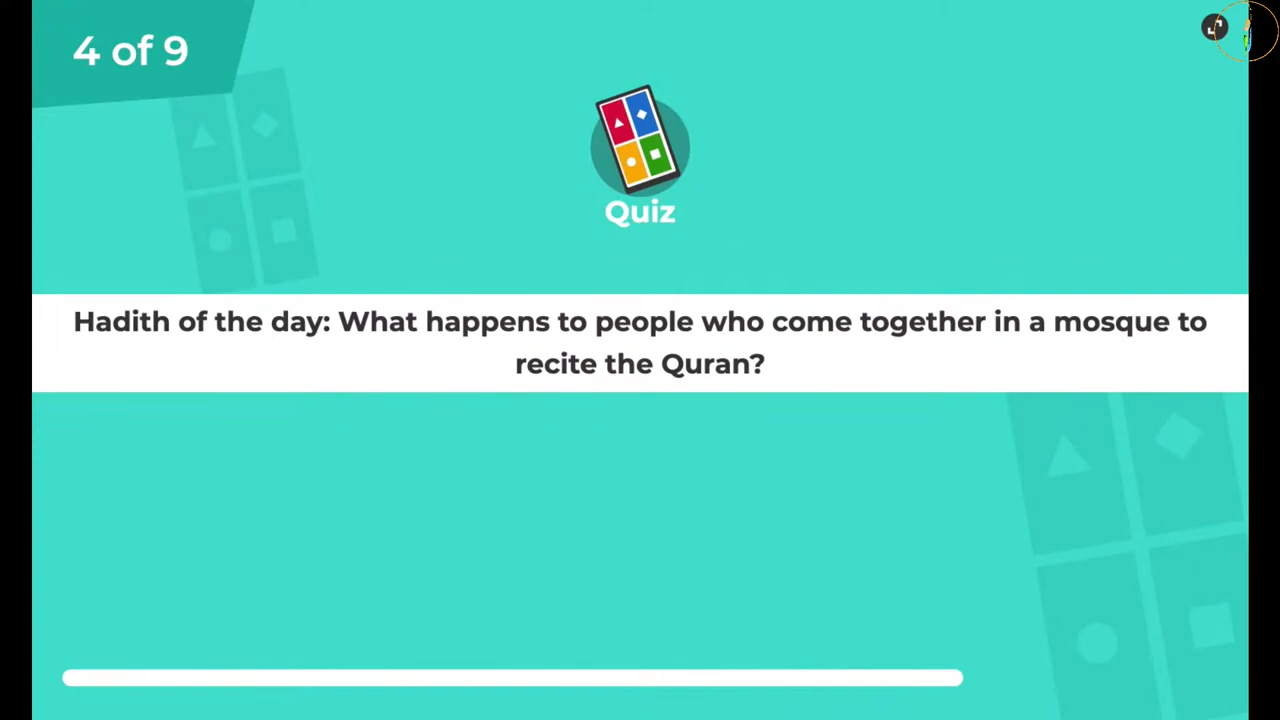 4 of 9
Quiz
Hadith of the day: What happens to people who come together in a mosque to
recite the Quran?